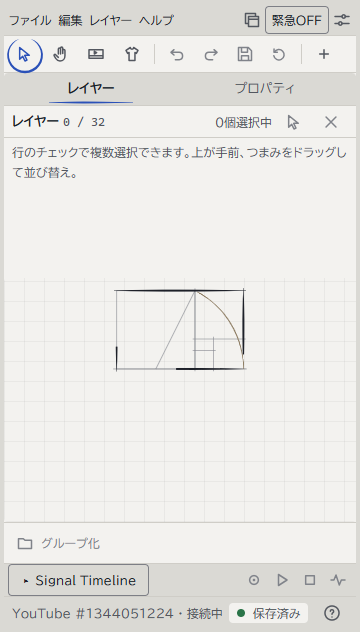 ファイル 編集 レイヤー ヘルプ 緊急OFF
レイヤー プロパティ
レイヤー 0 / 32 0個選択中
行のチェックで複数選択できます。上が手前、つまみをドラッグし
て並び替え。
グループ化
▸ Signal Timeline
YouTube #1344051224・接続中 保存済み